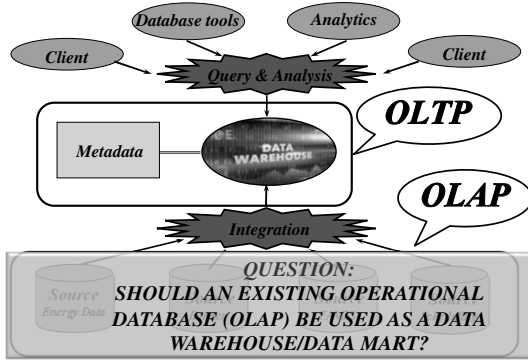 Database tools
Analytics
Client
Client
Query & Analysis
OLTP
Metadata
DATA
WAREHOUSE
OLAP
Integration
QUESTION:
SHOULD AN EXISTING OPERATIONAL
DATABASE (OLAP) BE USED AS A DATA
WAREHOUSE/DATA MART?
Source
Energy Data